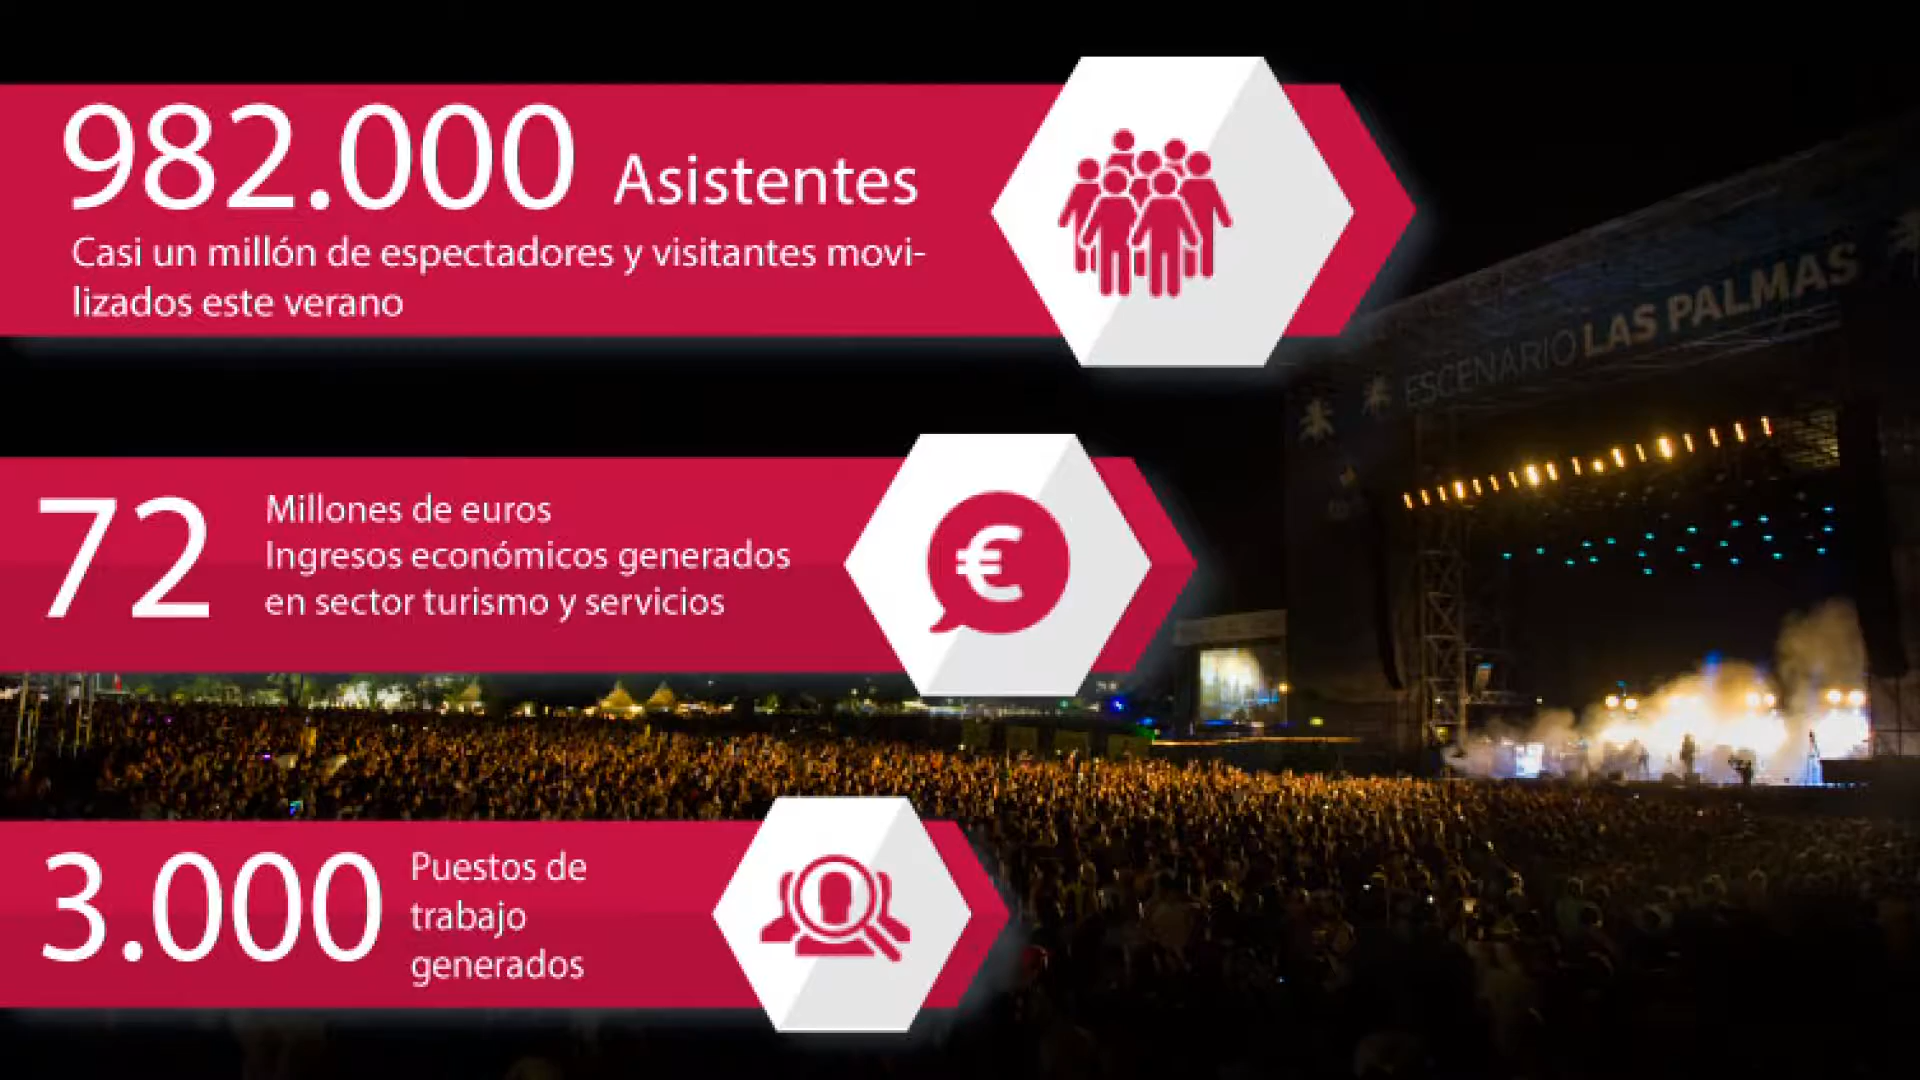 982.000 Asistentes
Casi un millón de espectadores y visitantes movi-
lizados este verano
ESCENARIO LAS PALMAS
72
Millones de euros
Ingresos económicos generados
en sector turismo y servicios
€
3.000
Puestos de
trabajo
generados